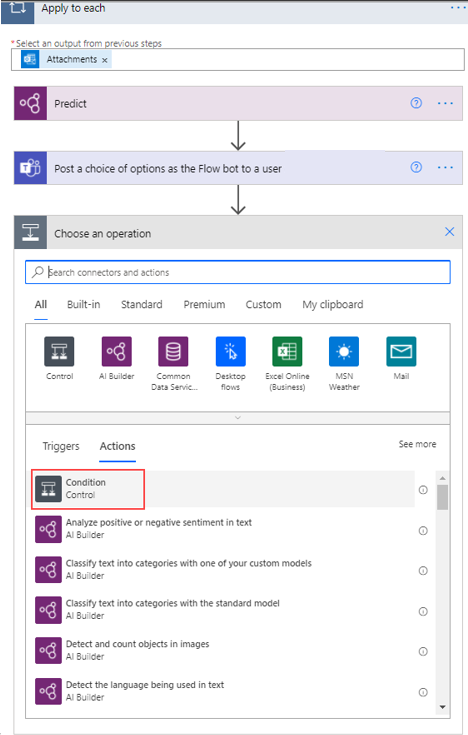 Apply to each
* Select an output from previous steps
Attachments ×
Predict
Post a choice of options as the Flow bot to a user
Choose an operation
Search connectors and actions
All Built-in Standard Premium Custom My clipboard
Control AI Builder Common Desktop Excel Online MSN Mail
Data Servic... flows (Business) Weather
Triggers Actions See more
Condition
Control
Analyze positive or negative sentiment in text
AI Builder
Classify text into categories with one of your custom models
AI Builder
Classify text into categories with the standard model
AI Builder
Detect and count objects in images
AI Builder
Detect the language being used in text
AI Builder